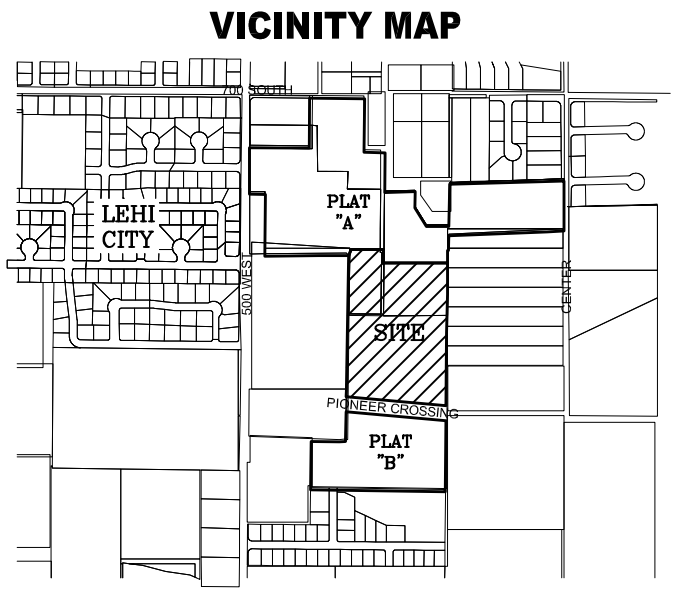 VICINITY MAP
700 SOUTH
PLAT
"A"
LEHI
CITY
500 WEST
CENTER
SITE
PIONEER CROSSING
PLAT
"B"